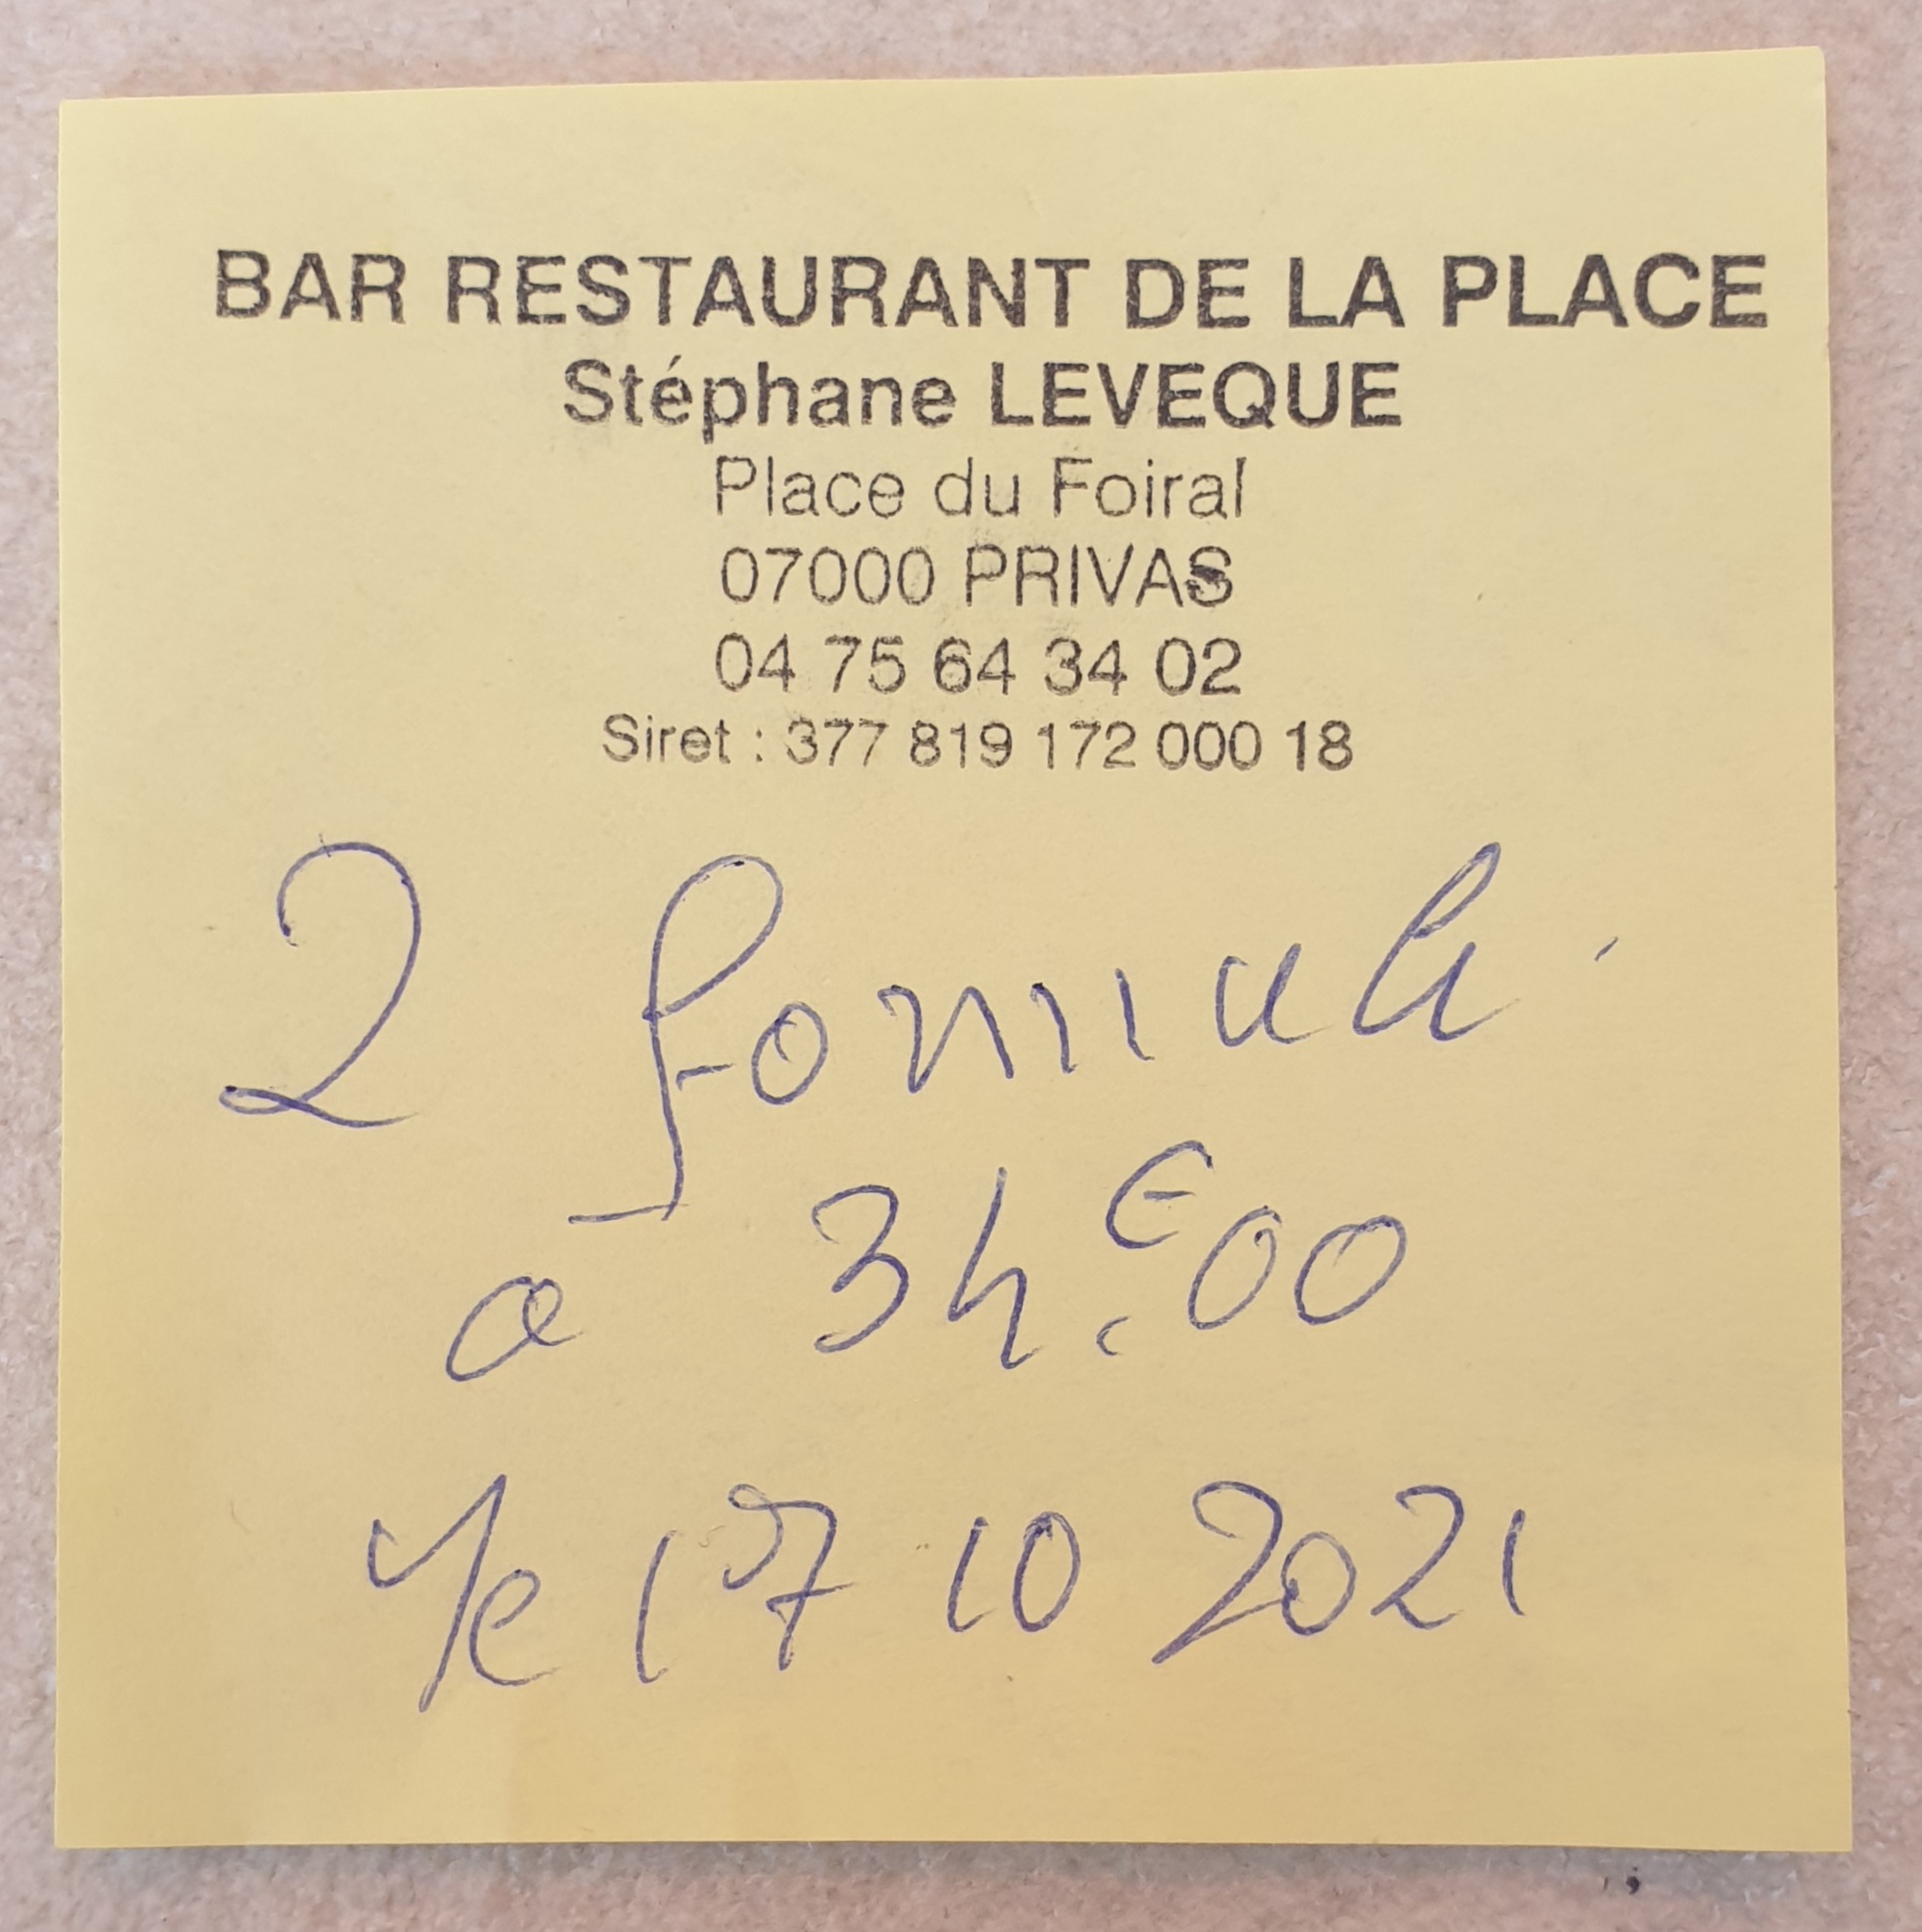 BAR RESTAURANT DE LA PLACE
Stéphane LEVEQUE
Place du Foiral
07000 PRIVAS
04 75 64 34 02
Siret : 377 819 172 000 18
2 formule
a 34.€00
le 17 10 2021